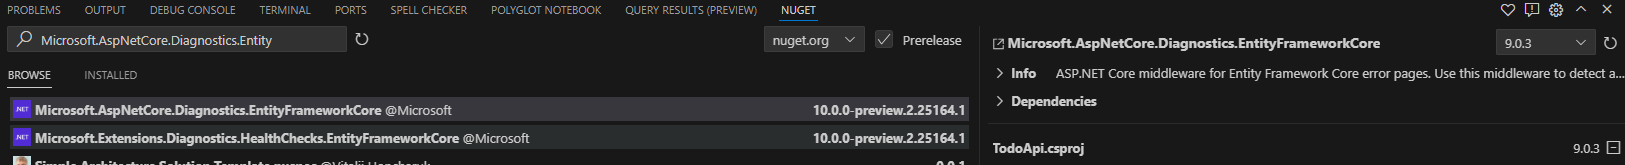 PROBLEMS OUTPUT DEBUG CONSOLE TERMINAL PORTS SPELL CHECKER POLYGLOT NOTEBOOK QUERY RESULTS (PREVIEW) NUGET
Microsoft.AspNetCore.Diagnostics.Entity nuget.org Prerelease
BROWSE INSTALLED
.NET Microsoft.AspNetCore.Diagnostics.EntityFrameworkCore @Microsoft 10.0.0-preview.2.25164.1
.NET Microsoft.Extensions.Diagnostics.HealthChecks.EntityFrameworkCore @Microsoft 10.0.0-preview.2.25164.1
Simple Architecture Solution Template
Microsoft.AspNetCore.Diagnostics.EntityFrameworkCore 9.0.3
Info ASP.NET Core middleware for Entity Framework Core error pages. Use this middleware to detect a...
Dependencies
TodoApi.csproj 9.0.3